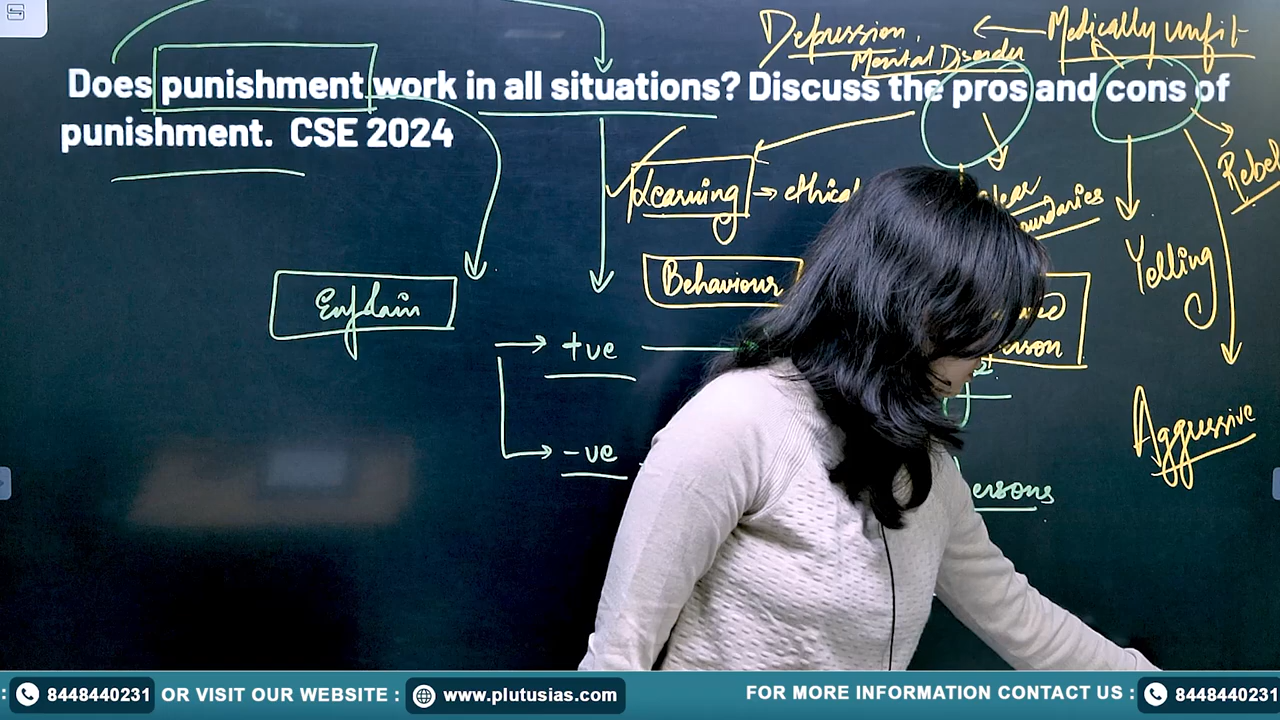 Depression, ← Medically unfit
Mental Disorder
Does punishment work in all situations? Discuss the pros and cons of
punishment. CSE 2024
Learning → ethical
boundaries
Rebel
Behaviour
Yelling
Explain
+ve
-ve
Aggressive
ersons
: 8448440231 OR VISIT OUR WEBSITE : www.plutusias.com FOR MORE INFORMATION CONTACT US : 8448440231